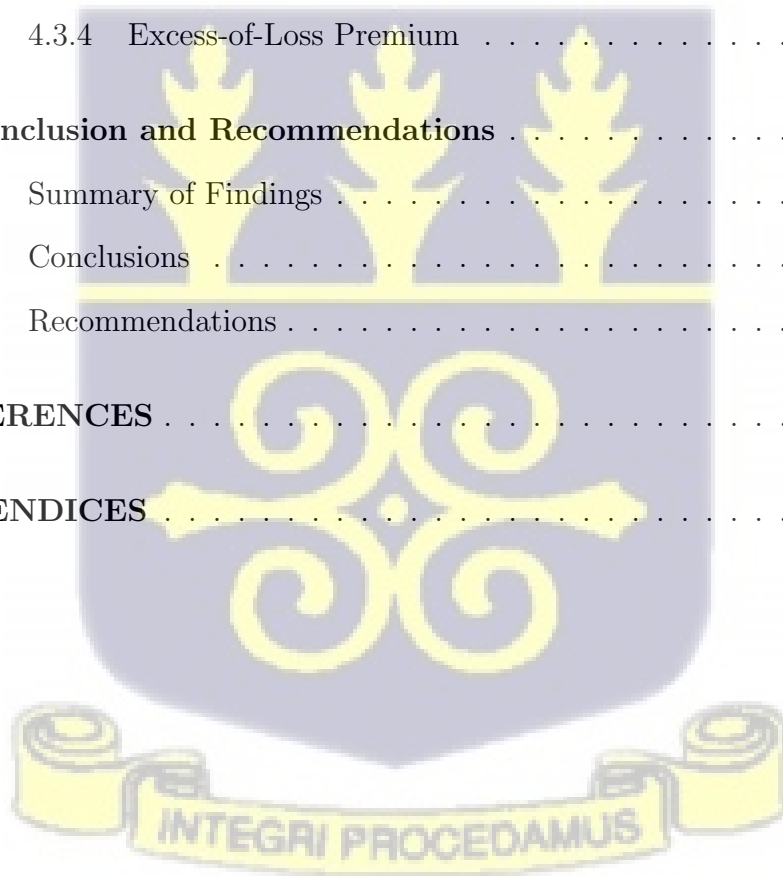 4.3.4 Excess-of-Loss Premium . . . . . . . . . . . . .
nclusion and Recommendations . . . . . . . . . . . .
Summary of Findings . . . . . . . . . . . . . . . . . . .
Conclusions . . . . . . . . . . . . . . . . . . . . . . . .
Recommendations . . . . . . . . . . . . . . . . . . . . .
ERENCES . . . . . . . . . . . . . . . . . . . . . . . . . .
ENDICES . . . . . . . . . . . . . . . . . . . . . . . . . .
INTEGRI PROCEDAMUS